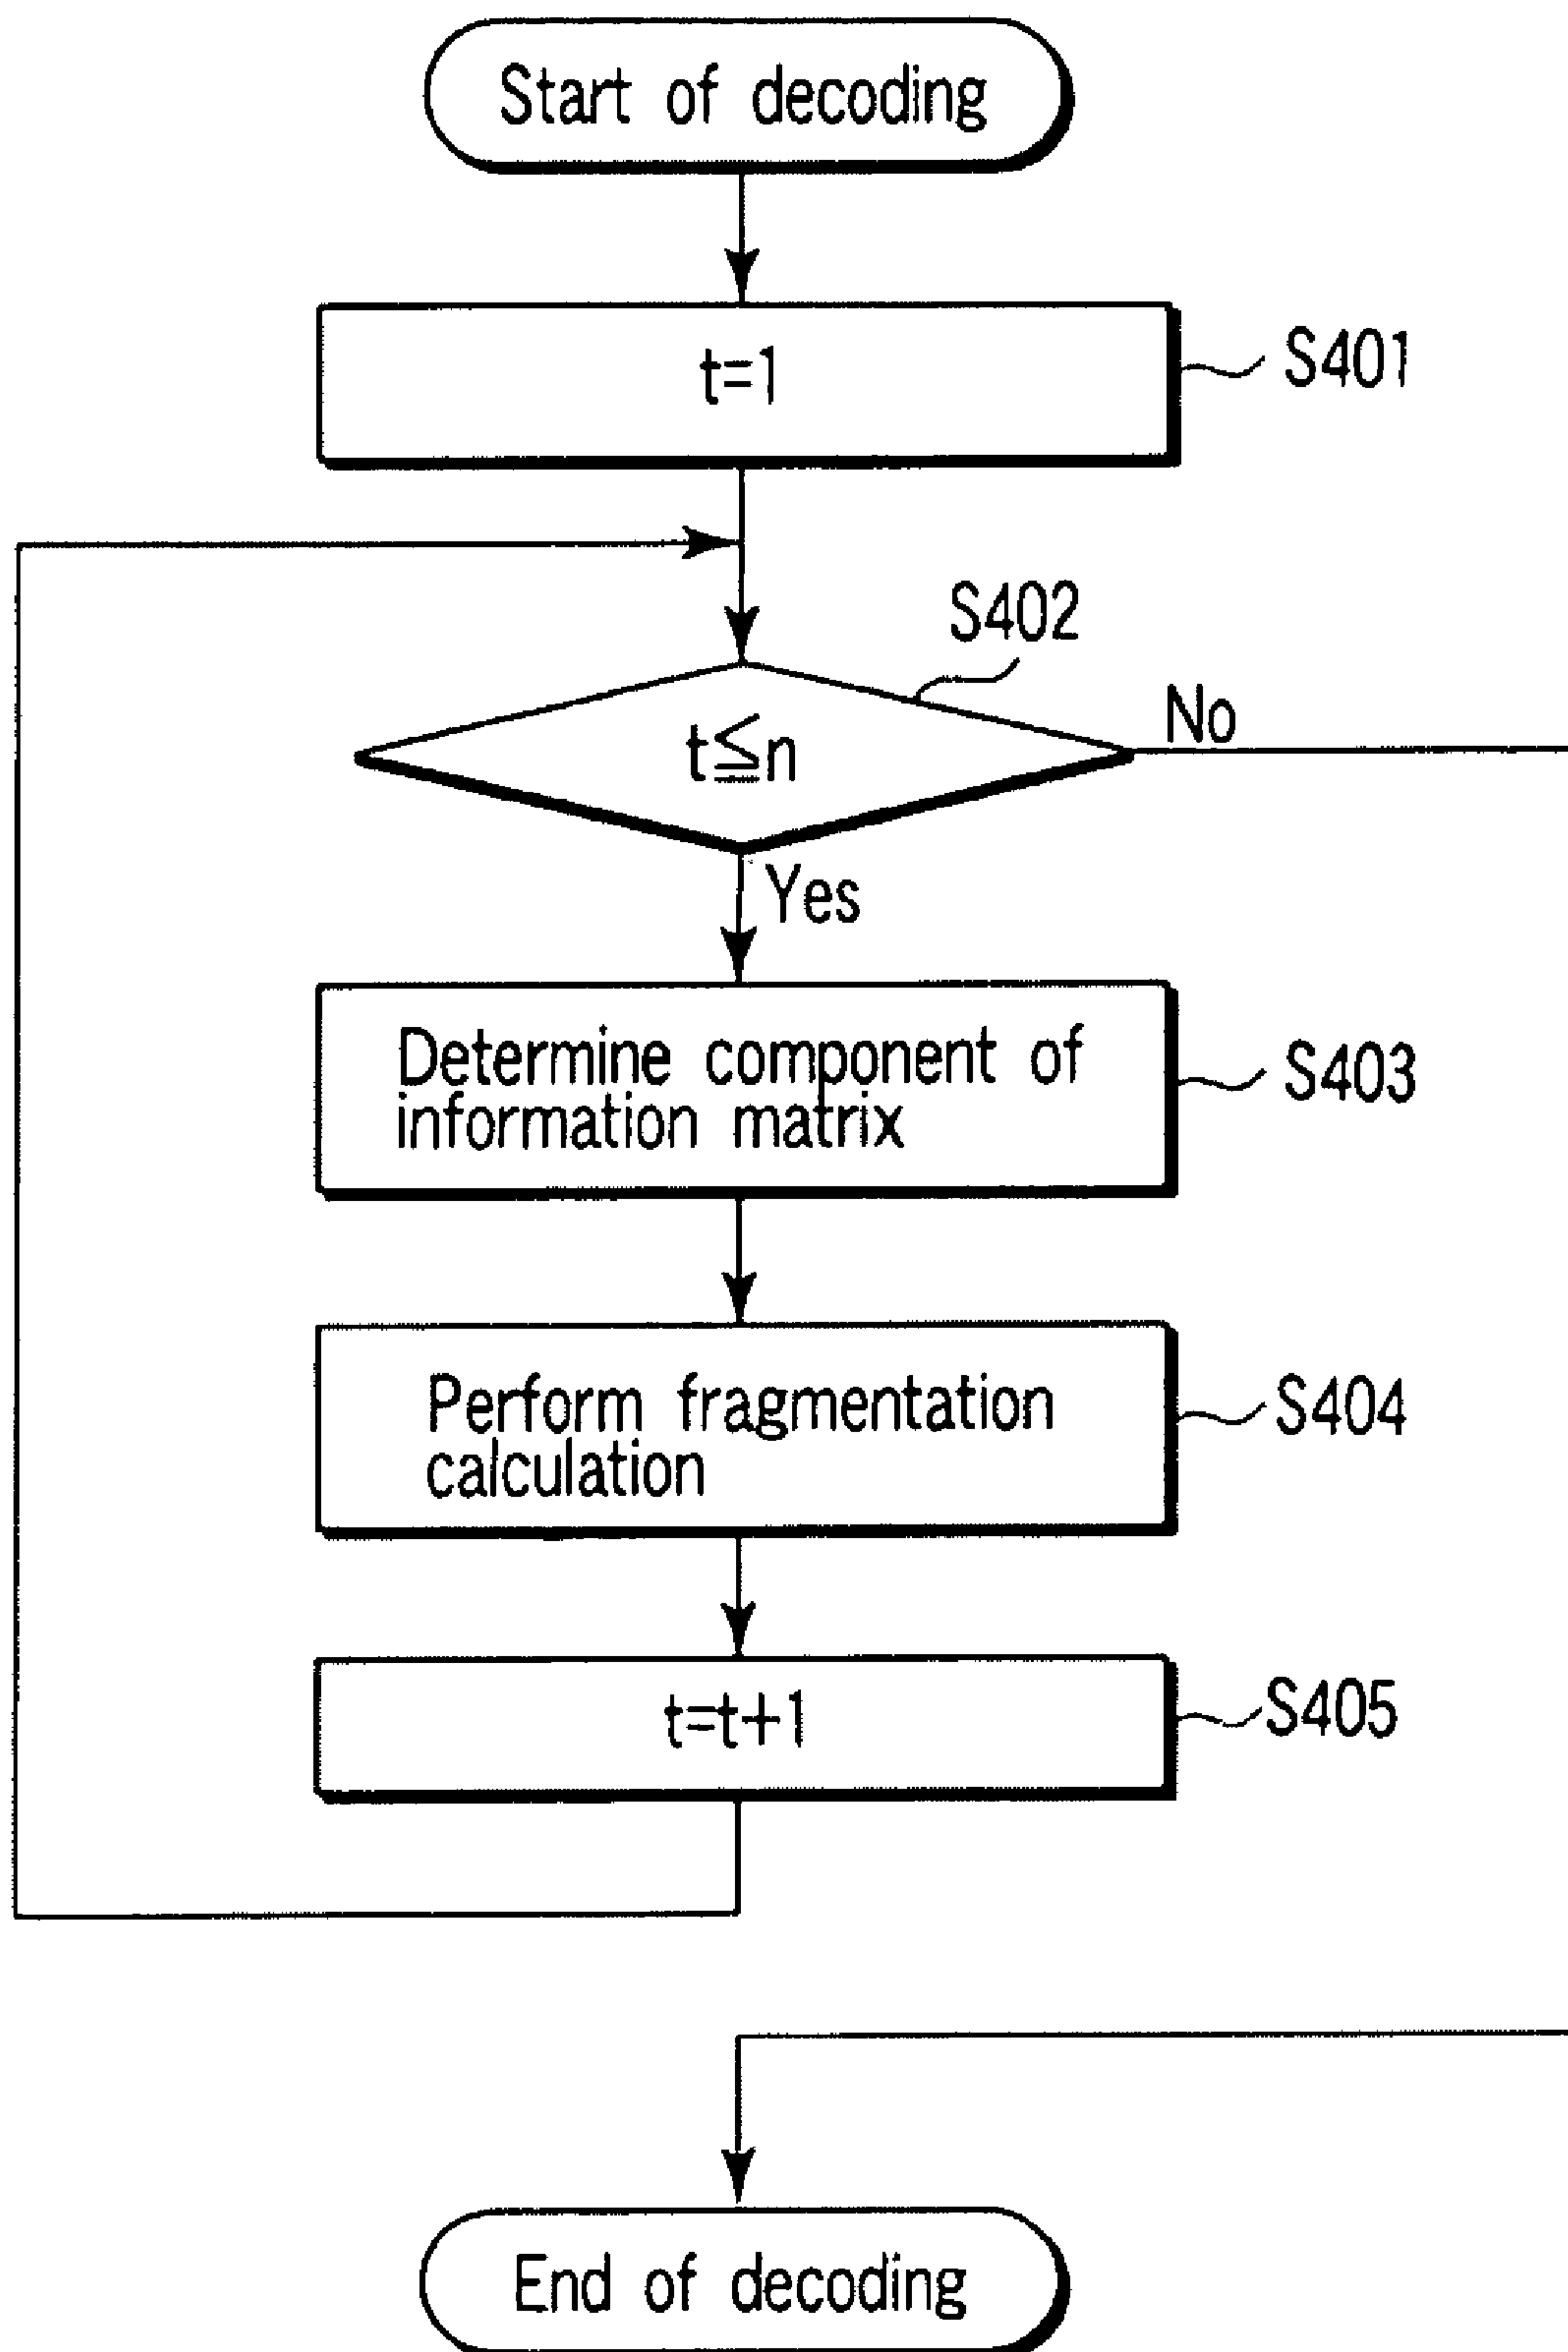 Start of decoding
t=1
S401
S402
t≦n
No
Yes
Determine component of
information matrix
S403
Perform fragmentation
calculation
S404
t=t+1
S405
End of decoding